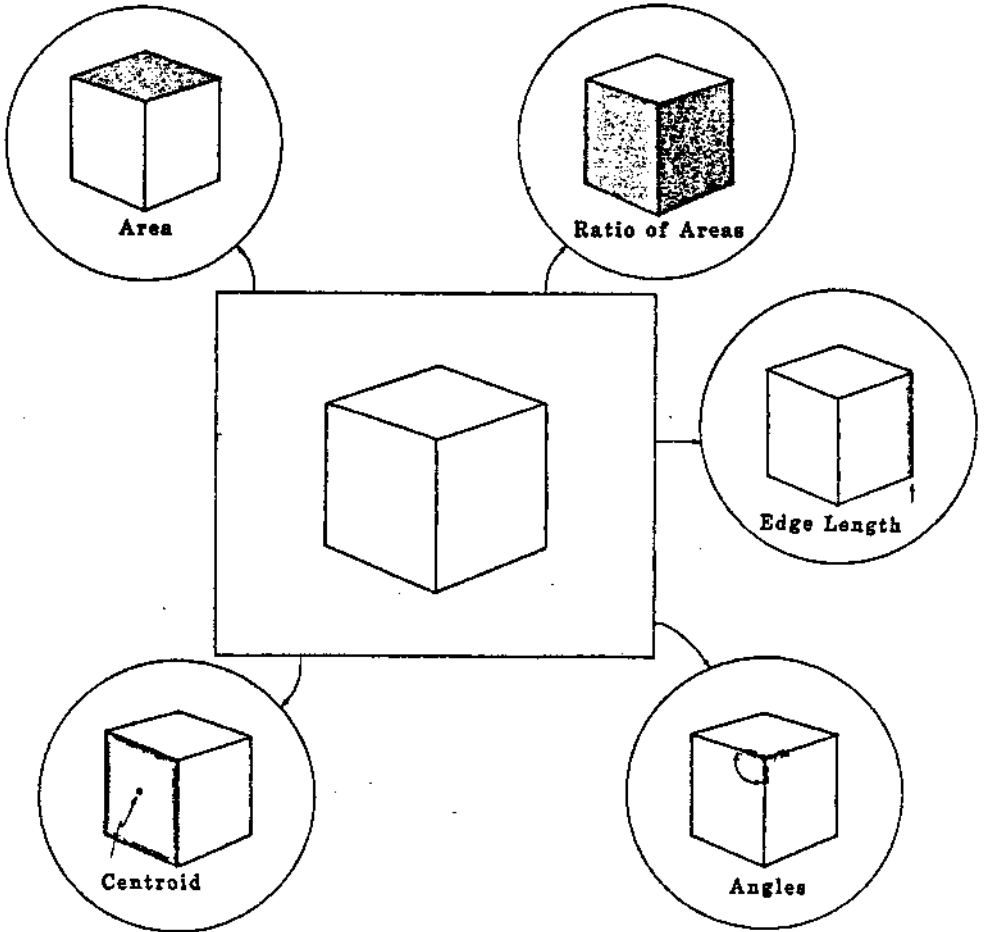 Area
Ratio of Areas
Edge Length
Centroid
Angles